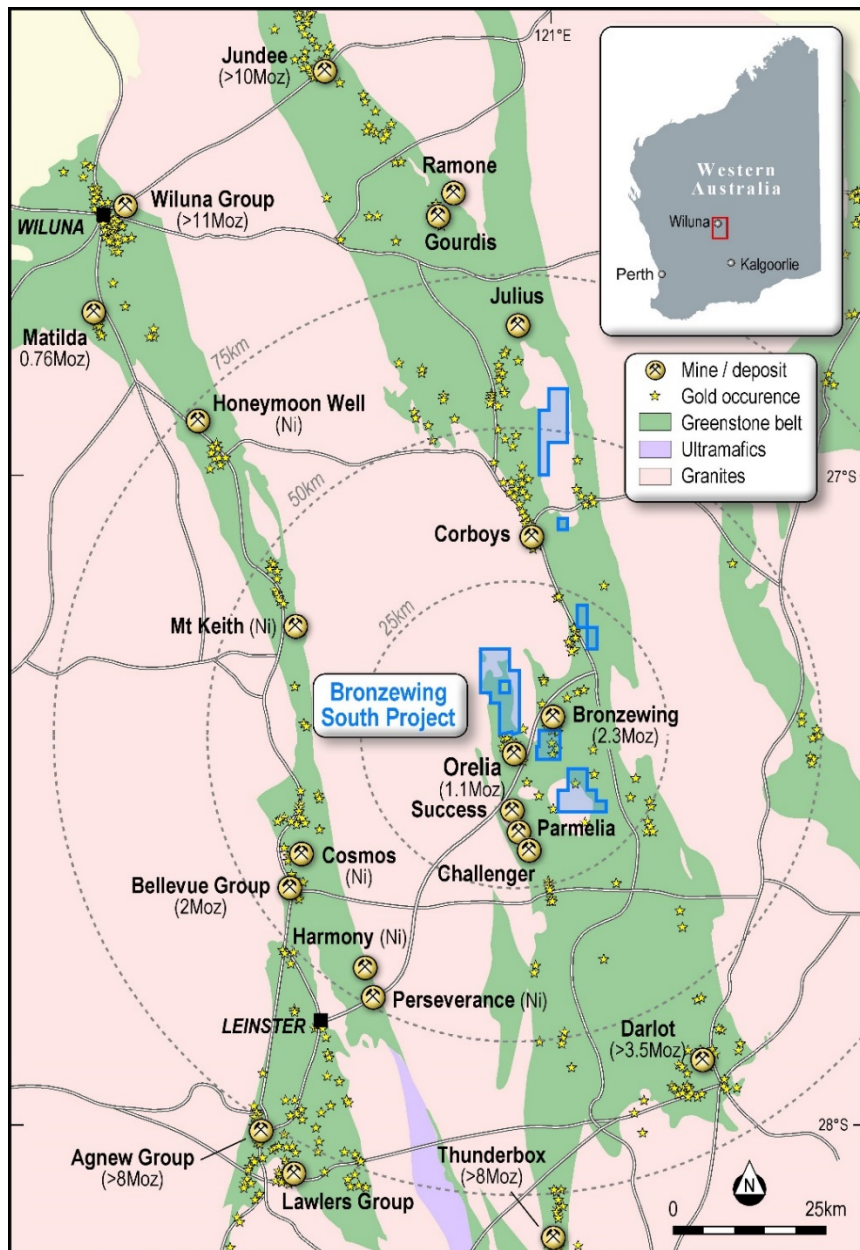 Jundee
(>10Moz)
121°E
Ramone
Gourdis
Wiluna Group
(>11Moz)
WILUNA
Julius
Matilda
0.76Moz)
75km
Honeymoon Well
(Ni)
50km
Corboys
Mt Keith (Ni)
25km
Bronzewing
South Project
Bronzewing
(2.3Moz)
Orelia
(1.1Moz)
Success
Parmelia
Challenger
Cosmos
(Ni)
Bellevue Group
(2Moz)
Harmony (Ni)
Perseverance (Ni)
LEINSTER
Darlot
(>3.5Moz)
Agnew Group
(>8Moz)
Lawlers Group
Thunderbox
(>8Moz)
27°S
28°S
Western
Australia
Wiluna
Kalgoorlie
Perth
Mine / deposit
Gold occurence
Greenstone belt
Ultramafics
Granites
N
0 25km